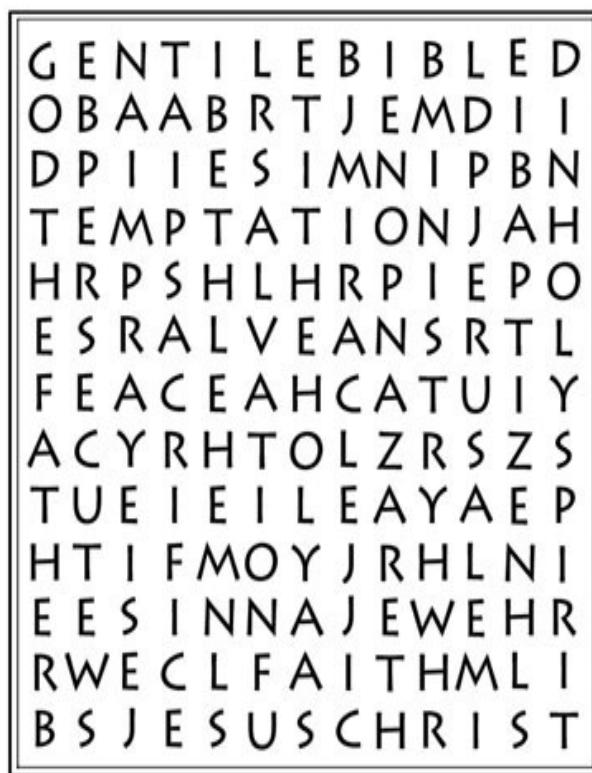 G E N T I L E B I B L E D
O B A A B R T J E M D I I
D P I I E S I M N I P B N
T E M P T A T I O N J A H
H R P S H L H R P I E P O
E S R A L V E A N S R T L
F E A C E A H C A T U I Y
A C Y R H T O L Z R S Z S
T U E I E I L E A Y A E P
H T I F M O Y J R H L N I
E E S I N N A J E W E H R
R W E C L F A I T H M L I
B S J E S U S C H R I S T